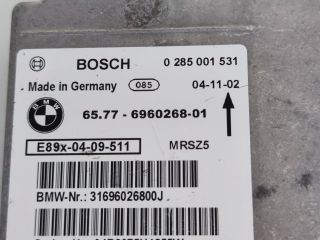 BOSCH 0 285 001 531
Made in Germany 085 04-11-02
BMW 65.77 - 6960268-01
E89x-04-09-511 MRSZ5
BMW-Nr.: 31696026800J